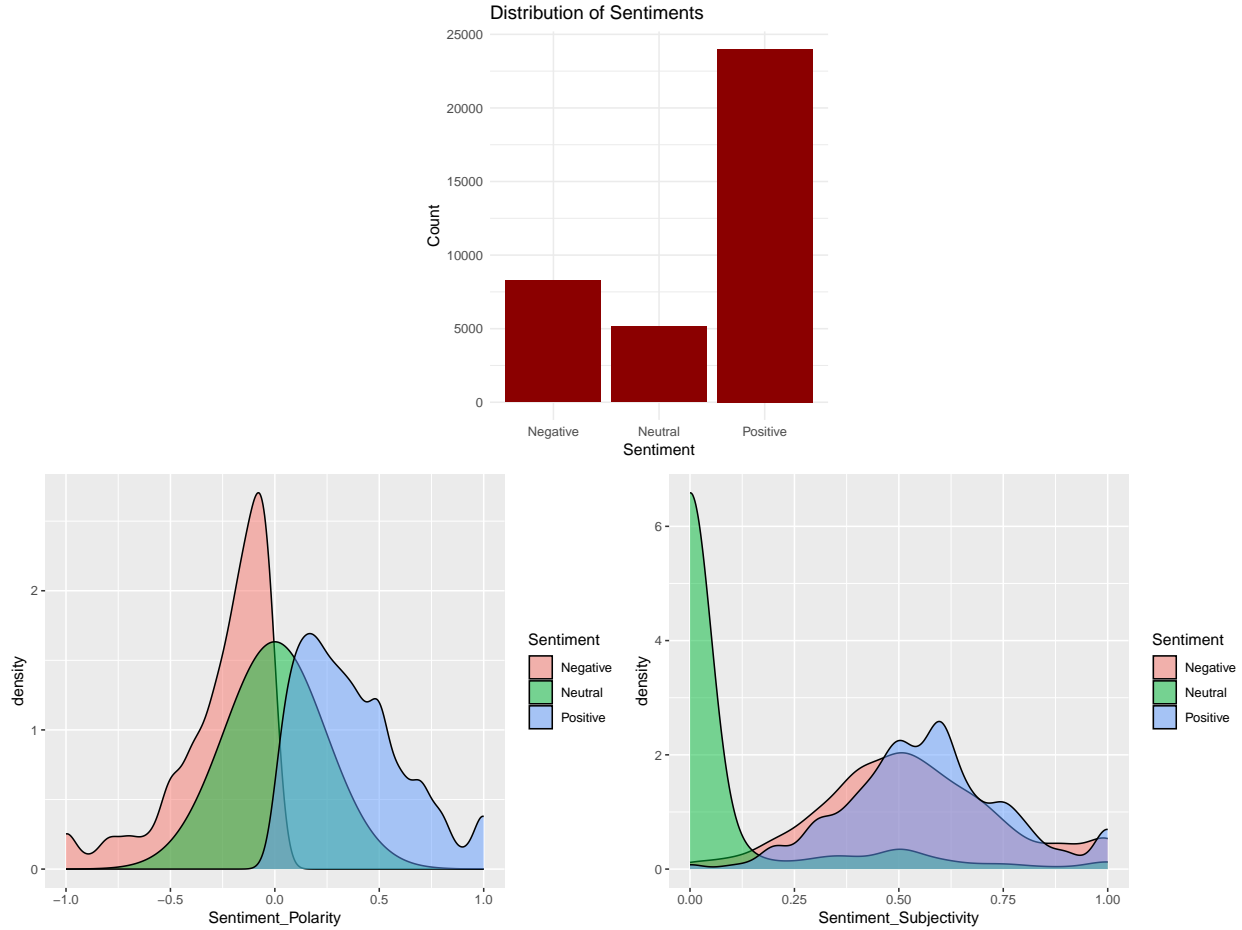 Distribution of Sentiments
25000
20000
15000
10000
5000
0
Count
Negative Neutral Positive
Sentiment
2
1
0
density
−1.0 −0.5 0.0 0.5 1.0
Sentiment_Polarity
Sentiment
Negative
Neutral
Positive
6
4
2
0
density
0.00 0.25 0.50 0.75 1.00
Sentiment_Subjectivity
Sentiment
Negative
Neutral
Positive